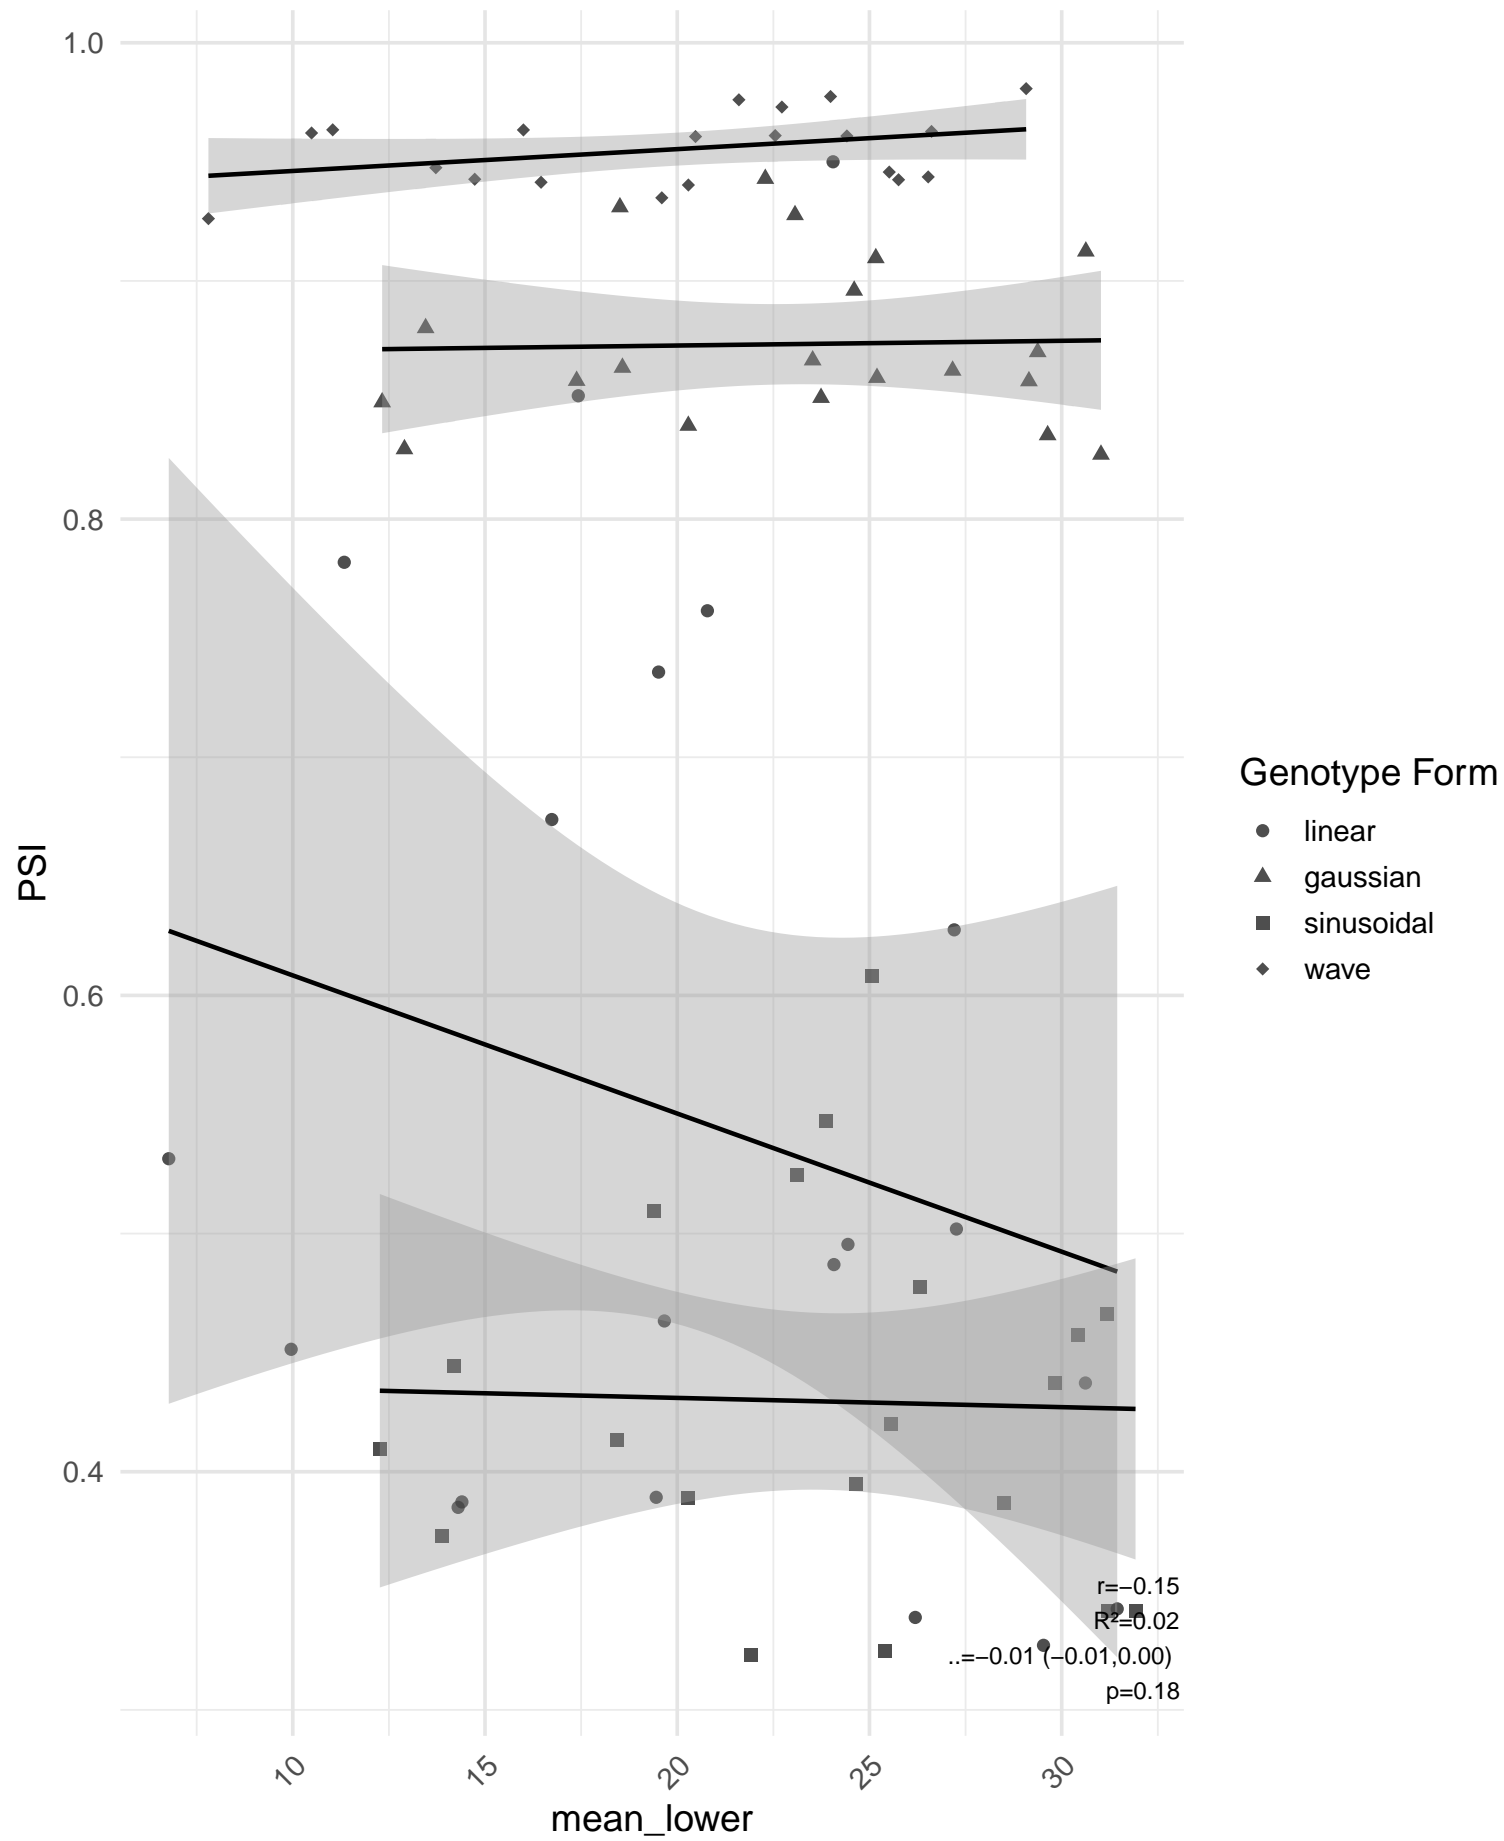 1.0
0.8
0.6
0.4
PSI
10
15
20
25
30
mean_lower
Genotype Form
linear
gaussian
sinusoidal
wave
r=−0.15
R²=0.02
..=−0.01 (−0.01,0.00)
p=0.18